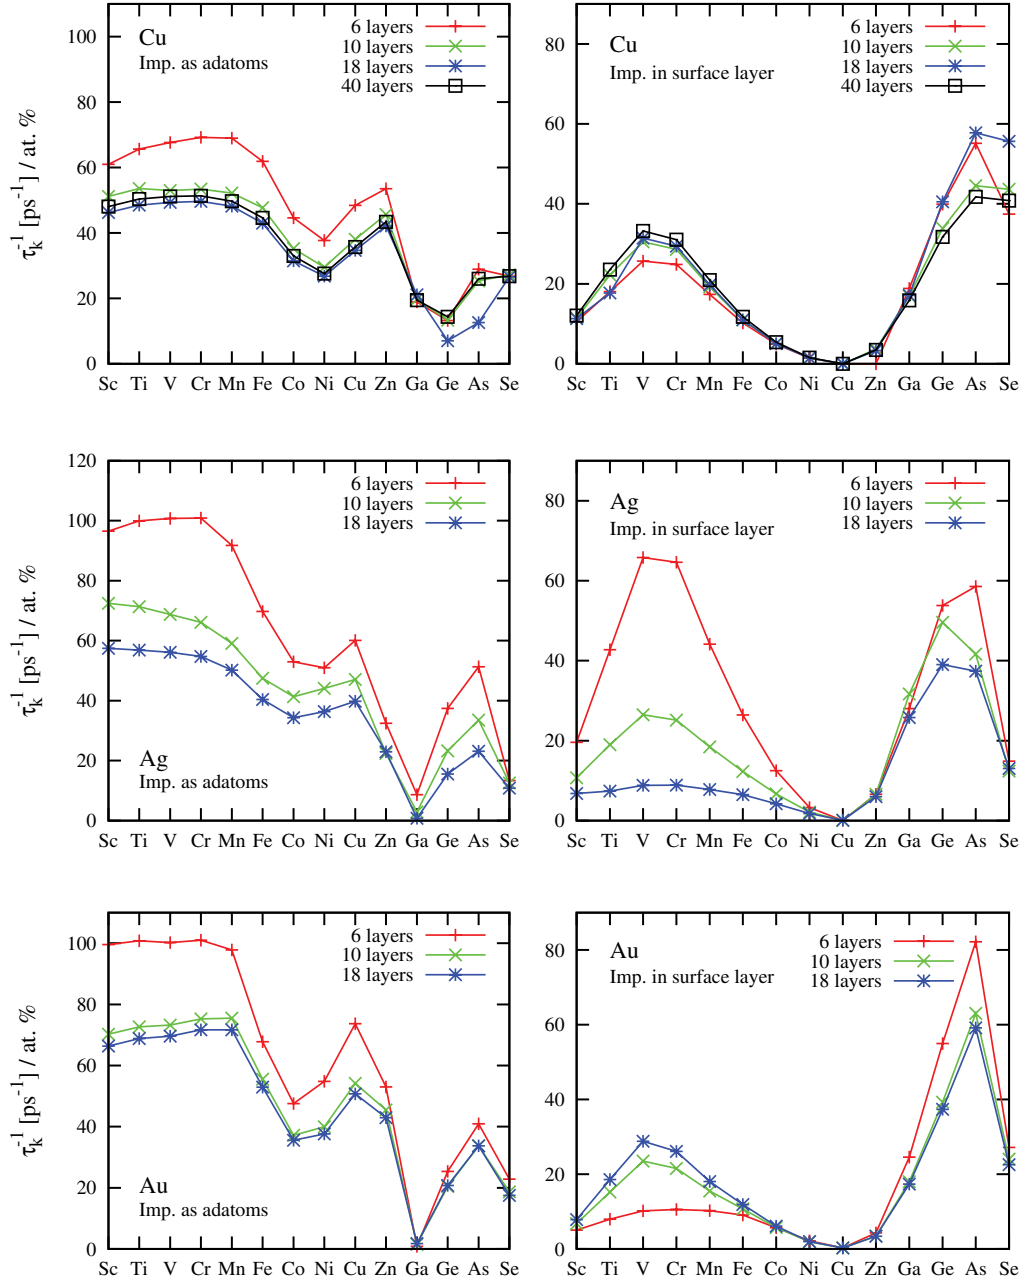 Cu
Imp. as adatoms
6 layers
10 layers
18 layers
40 layers
τk^-1 [ps^-1] / at. %
100
80
60
40
20
0
Sc Ti V Cr Mn Fe Co Ni Cu Zn Ga Ge As Se
Cu
Imp. in surface layer
6 layers
10 layers
18 layers
40 layers
80
60
40
20
0
Sc Ti V Cr Mn Fe Co Ni Cu Zn Ga Ge As Se
6 layers
10 layers
18 layers
τk^-1 [ps^-1] / at. %
120
100
80
60
40
20
0
Ag
Imp. as adatoms
Sc Ti V Cr Mn Fe Co Ni Cu Zn Ga Ge As Se
Ag
Imp. in surface layer
6 layers
10 layers
18 layers
80
60
40
20
0
Sc Ti V Cr Mn Fe Co Ni Cu Zn Ga Ge As Se
6 layers
10 layers
18 layers
τk^-1 [ps^-1] / at. %
100
80
60
40
20
0
Au
Imp. as adatoms
Sc Ti V Cr Mn Fe Co Ni Cu Zn Ga Ge As Se
Au
Imp. in surface layer
6 layers
10 layers
18 layers
80
60
40
20
0
Sc Ti V Cr Mn Fe Co Ni Cu Zn Ga Ge As Se